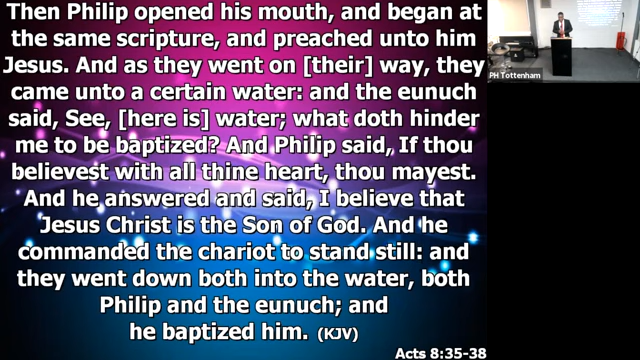 Then Philip opened his mouth, and began at
the same scripture, and preached unto him
Jesus. And as they went on [their] way, they
came unto a certain water: and the eunuch
said, See, [here is] water; what doth hinder
me to be baptized? And Philip said, If thou
believest with all thine heart, thou mayest.
And he answered and said, I believe that
Jesus Christ is the Son of God. And he
commanded the chariot to stand still: and
they went down both into the water, both
Philip and the eunuch; and
he baptized him. (KJV)
Acts 8:35-38
PH Tottenham